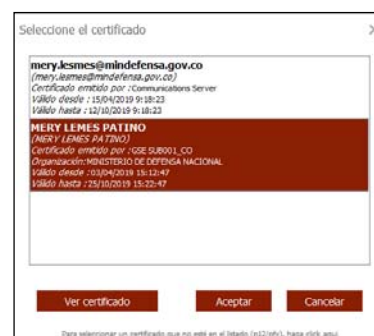 Seleccione el certificado
mery.lesmes@mindefensa.gov.co
(mery.lesmes@mindefensa.gov.co)
Certificado emitido por :Communications Server
Válido desde : 15/04/2019 9:18:23
Válido hasta : 12/10/2019 9:18:23
MERY LEMES PATINO
(MERY LEMES PATINO)
Certificado emitido por :GSE SUB001_CO
Organización:MINISTERIO DE DEFENSA NACIONAL
Válido desde : 03/04/2019 15:12:47
Válido hasta : 25/10/2019 15:22:47
Ver certificado
Aceptar
Cancelar
Para seleccionar un certificado que no esté en el listado (p12/pfx), haga click aquí